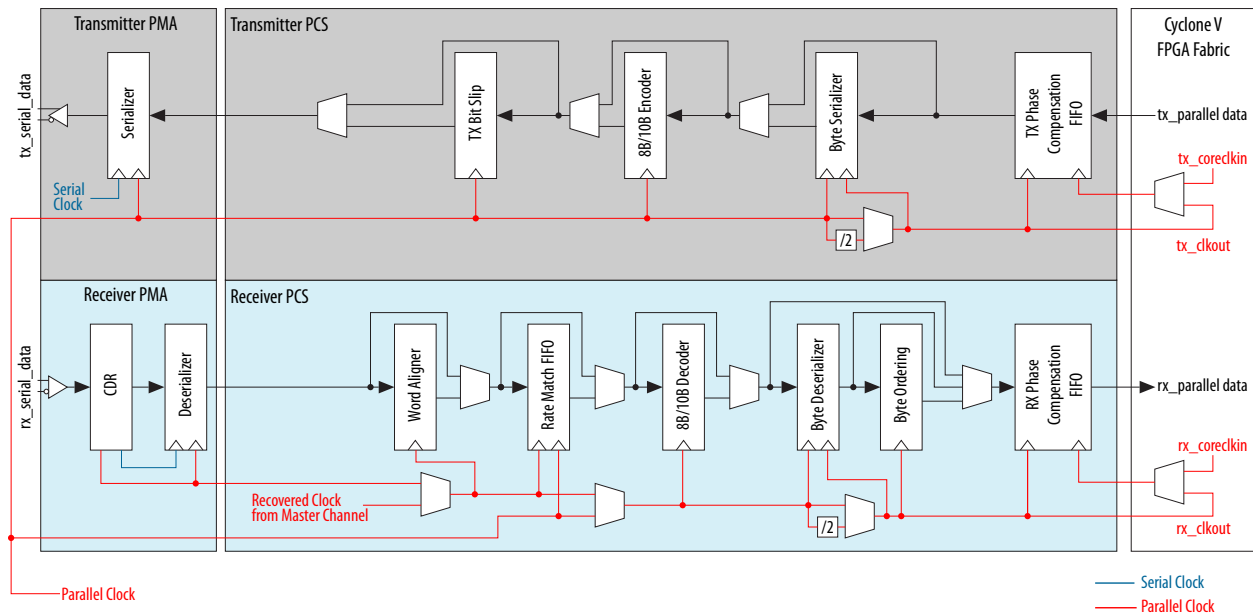 Transmitter PMA
Transmitter PCS
Cyclone V
FPGA Fabric
tx_serial_data
Serializer
TX Bit Slip
8B/10B Encoder
Byte Serializer
TX Phase
Compensation
FIFO
tx_parallel data
Serial
Clock
/2
tx_coreclkin
tx_clkout
Receiver PMA
Receiver PCS
rx_serial_data
CDR
Deserializer
Word Aligner
Rate Match FIFO
8B/10B Decoder
Byte Deserializer
Byte Ordering
RX Phase
Compensation
FIFO
rx_parallel data
Recovered Clock
from Master Channel
/2
rx_coreclkin
rx_clkout
Parallel Clock
Serial Clock
Parallel Clock